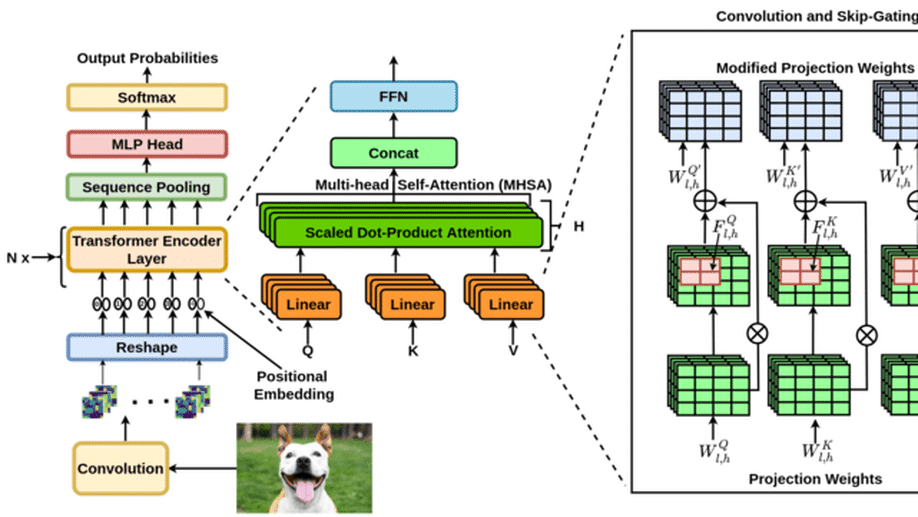 Output Probabilities
Softmax
MLP Head
Sequence Pooling
Transformer Encoder
Layer
N x
Reshape
Positional
Embedding
Convolution
FFN
Concat
Multi-head Self-Attention (MHSA)
Scaled Dot-Product Attention
H
Linear
Linear
Linear
Q
K
V
Convolution and Skip-Gating
Modified Projection Weights
W_{l,h}^{Q'}
W_{l,h}^{K'}
W_{l,h}^{V'}
F_{l,h}^{Q}
F_{l,h}^{K}
W_{l,h}^{Q}
W_{l,h}^{K}
Projection Weights